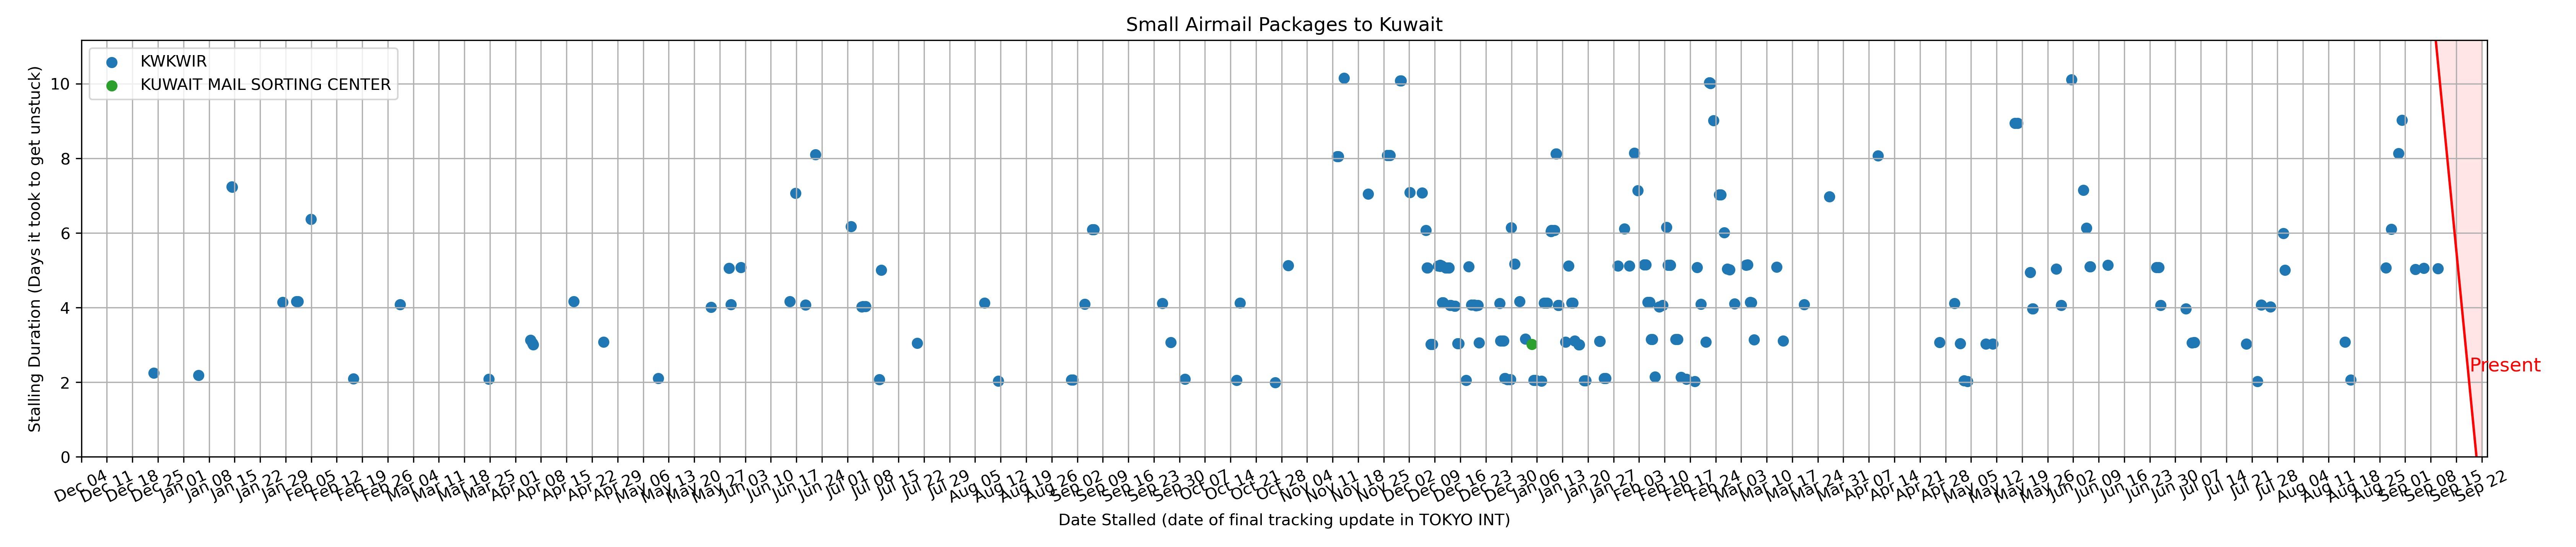 Small Airmail Packages to Kuwait
KWKWIR
KUWAIT MAIL SORTING CENTER
Stalling Duration (Days it took to get unstuck)
10
8
6
4
2
0
Present
Dec 04
Dec 11
Dec 18
Dec 25
Jan 01
Jan 08
Jan 15
Jan 22
Jan 29
Feb 05
Feb 12
Feb 19
Feb 26
Mar 04
Mar 11
Mar 18
Mar 25
Apr 01
Apr 08
Apr 15
Apr 22
Apr 29
May 06
May 13
May 20
May 27
Jun 03
Jun 10
Jun 17
Jun 24
Jul 01
Jul 08
Jul 15
Jul 22
Jul 29
Aug 05
Aug 12
Aug 19
Aug 26
Sep 02
Sep 09
Sep 16
Sep 23
Sep 30
Oct 07
Oct 14
Oct 21
Oct 28
Nov 04
Nov 11
Nov 18
Nov 25
Dec 02
Dec 09
Dec 16
Dec 23
Dec 30
Jan 06
Jan 13
Jan 20
Jan 27
Feb 03
Feb 10
Feb 17
Feb 24
Mar 03
Mar 10
Mar 17
Mar 24
Mar 31
Apr 07
Apr 14
Apr 21
Apr 28
May 05
May 12
May 19
May 26
Jun 02
Jun 09
Jun 16
Jun 23
Jun 30
Jul 07
Jul 14
Jul 21
Jul 28
Aug 04
Aug 11
Aug 18
Aug 25
Sep 01
Sep 08
Sep 15
Sep 22
Date Stalled (date of final tracking update in TOKYO INT)